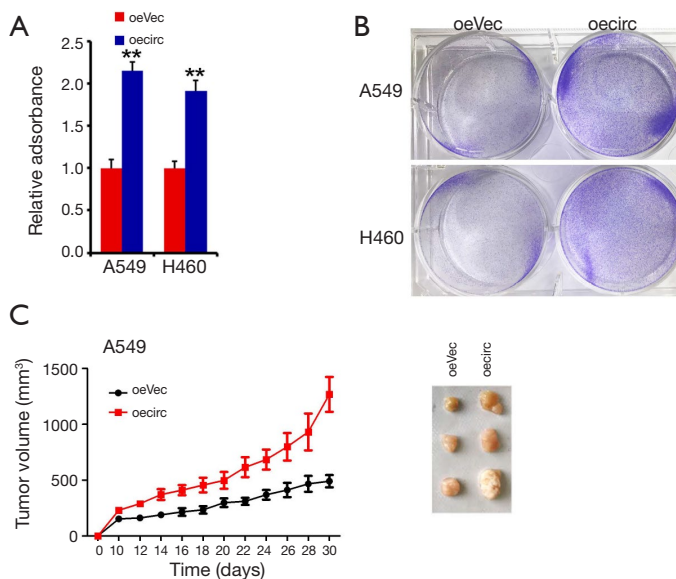 A
oeVec
oecirc
Relative adsorbance
2.5
2.0
1.5
1.0
0.5
0.0
**
**
A549
H460
B
oeVec
oecirc
A549
H460
C
A549
Tumor volume (mm³)
1500
1000
500
0
oeVec
oecirc
0 10 12 14 16 18 20 22 24 26 28 30
Time (days)
oeVec
oecirc